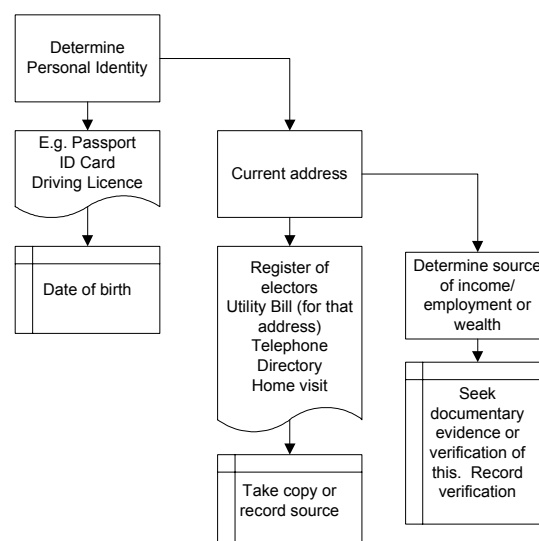 Determine
Personal Identity
E.g. Passport
ID Card
Driving Licence
Date of birth
Current address
Register of
electors
Utility Bill (for that
address)
Telephone
Directory
Home visit
Take copy or
record source
Determine source
of income/
employment or
wealth
Seek
documentary
evidence or
verification of
this.  Record
verification